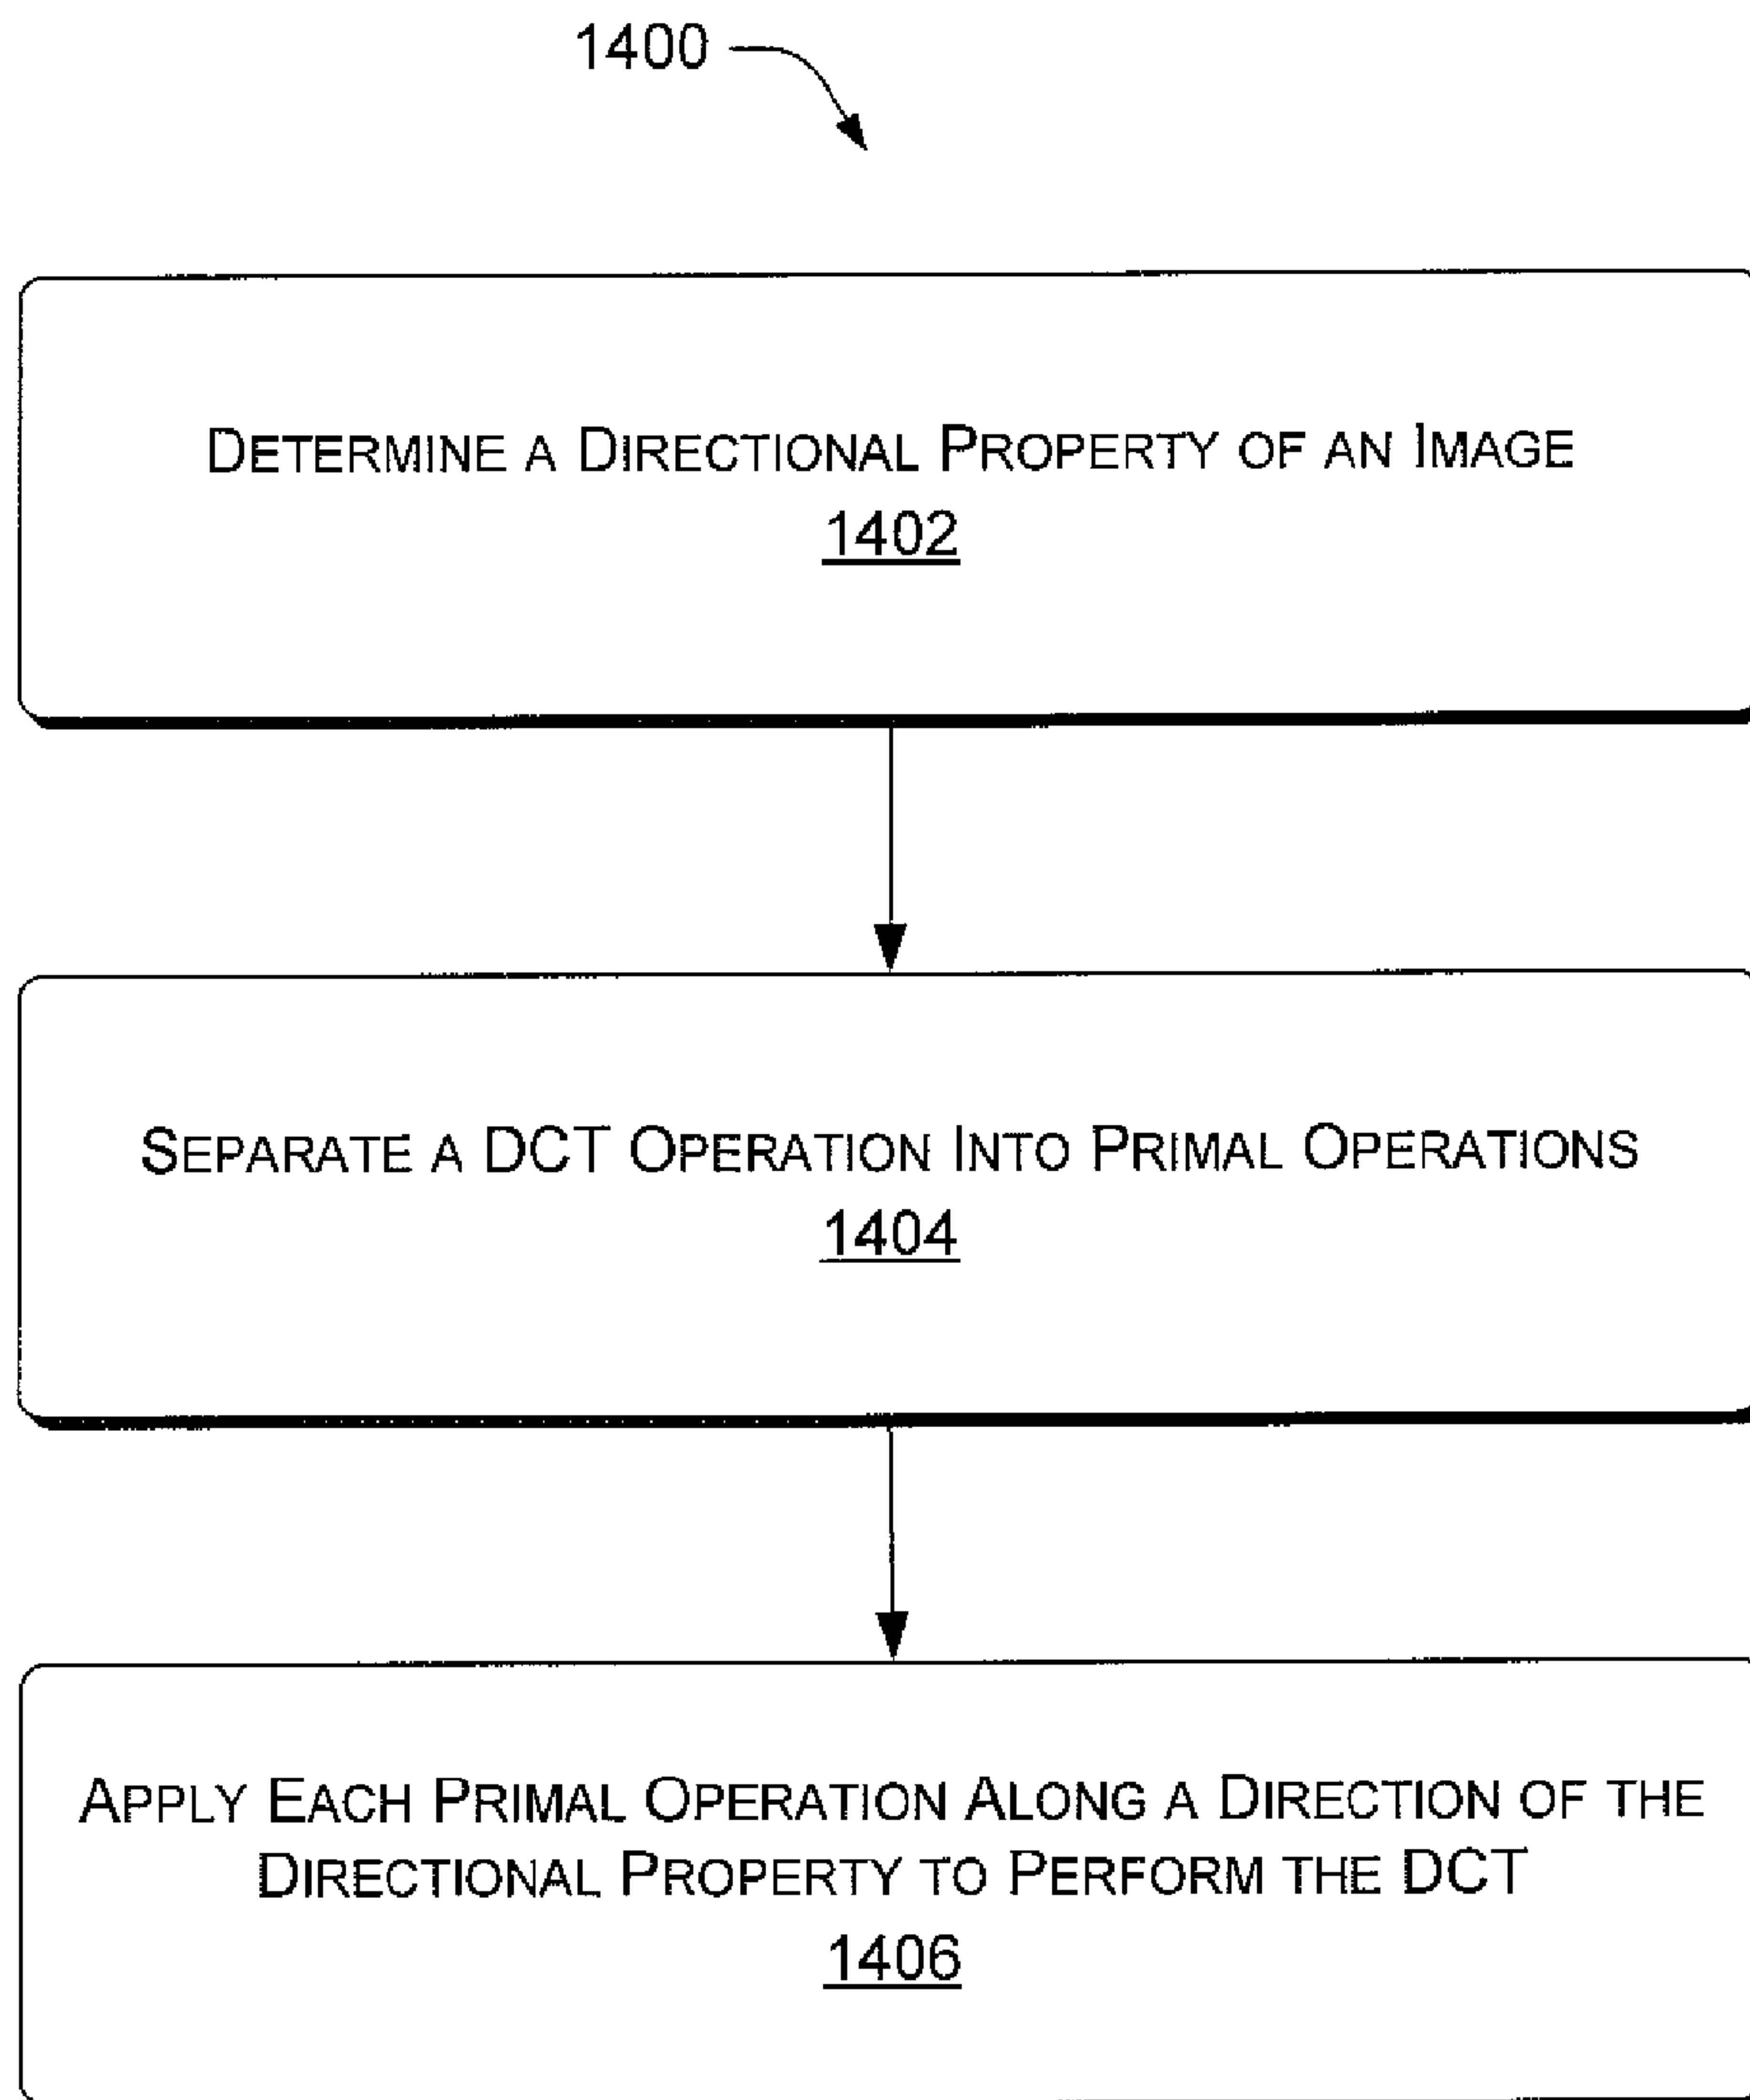 1400
DETERMINE A DIRECTIONAL PROPERTY OF AN IMAGE
1402
SEPARATE A DCT OPERATION INTO PRIMAL OPERATIONS
1404
APPLY EACH PRIMAL OPERATION ALONG A DIRECTION OF THE
DIRECTIONAL PROPERTY TO PERFORM THE DCT
1406